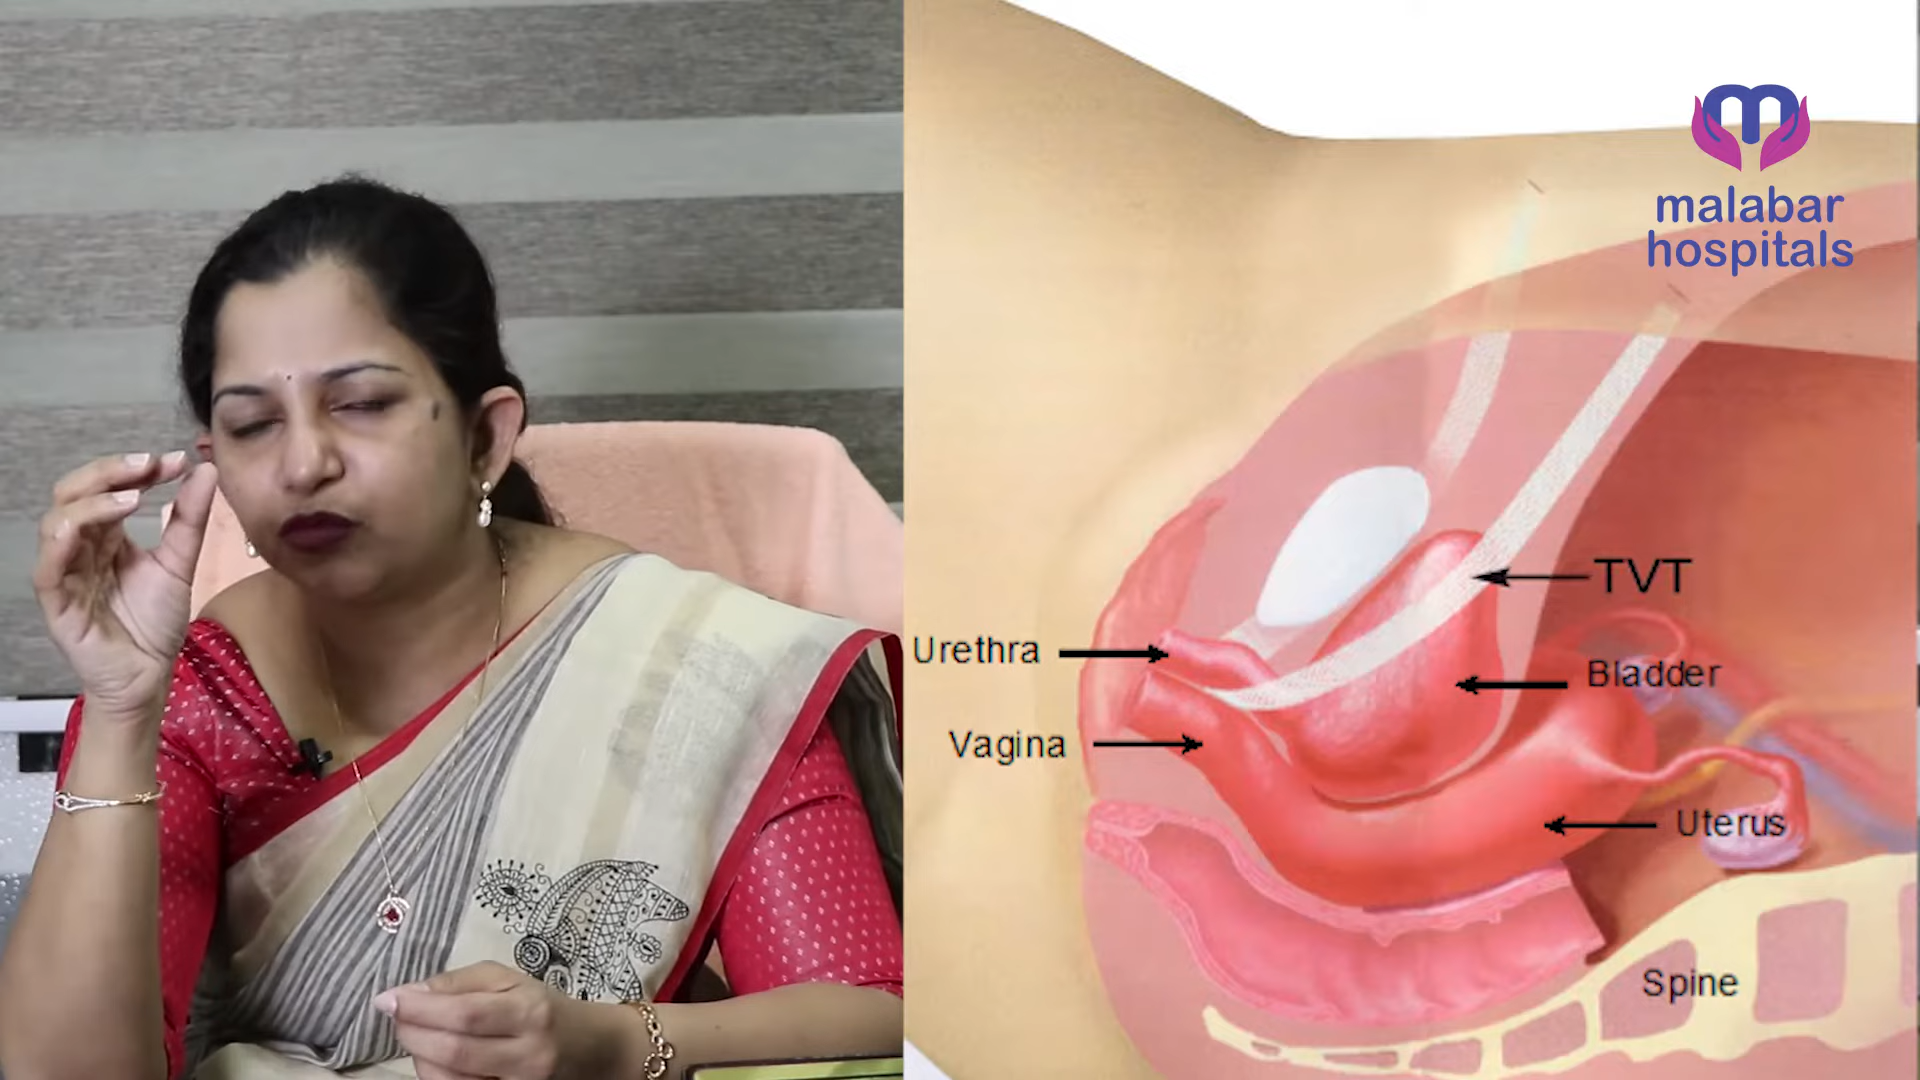 malabar
hospitals
TVT
Urethra
Bladder
Vagina
Uterus
Spine